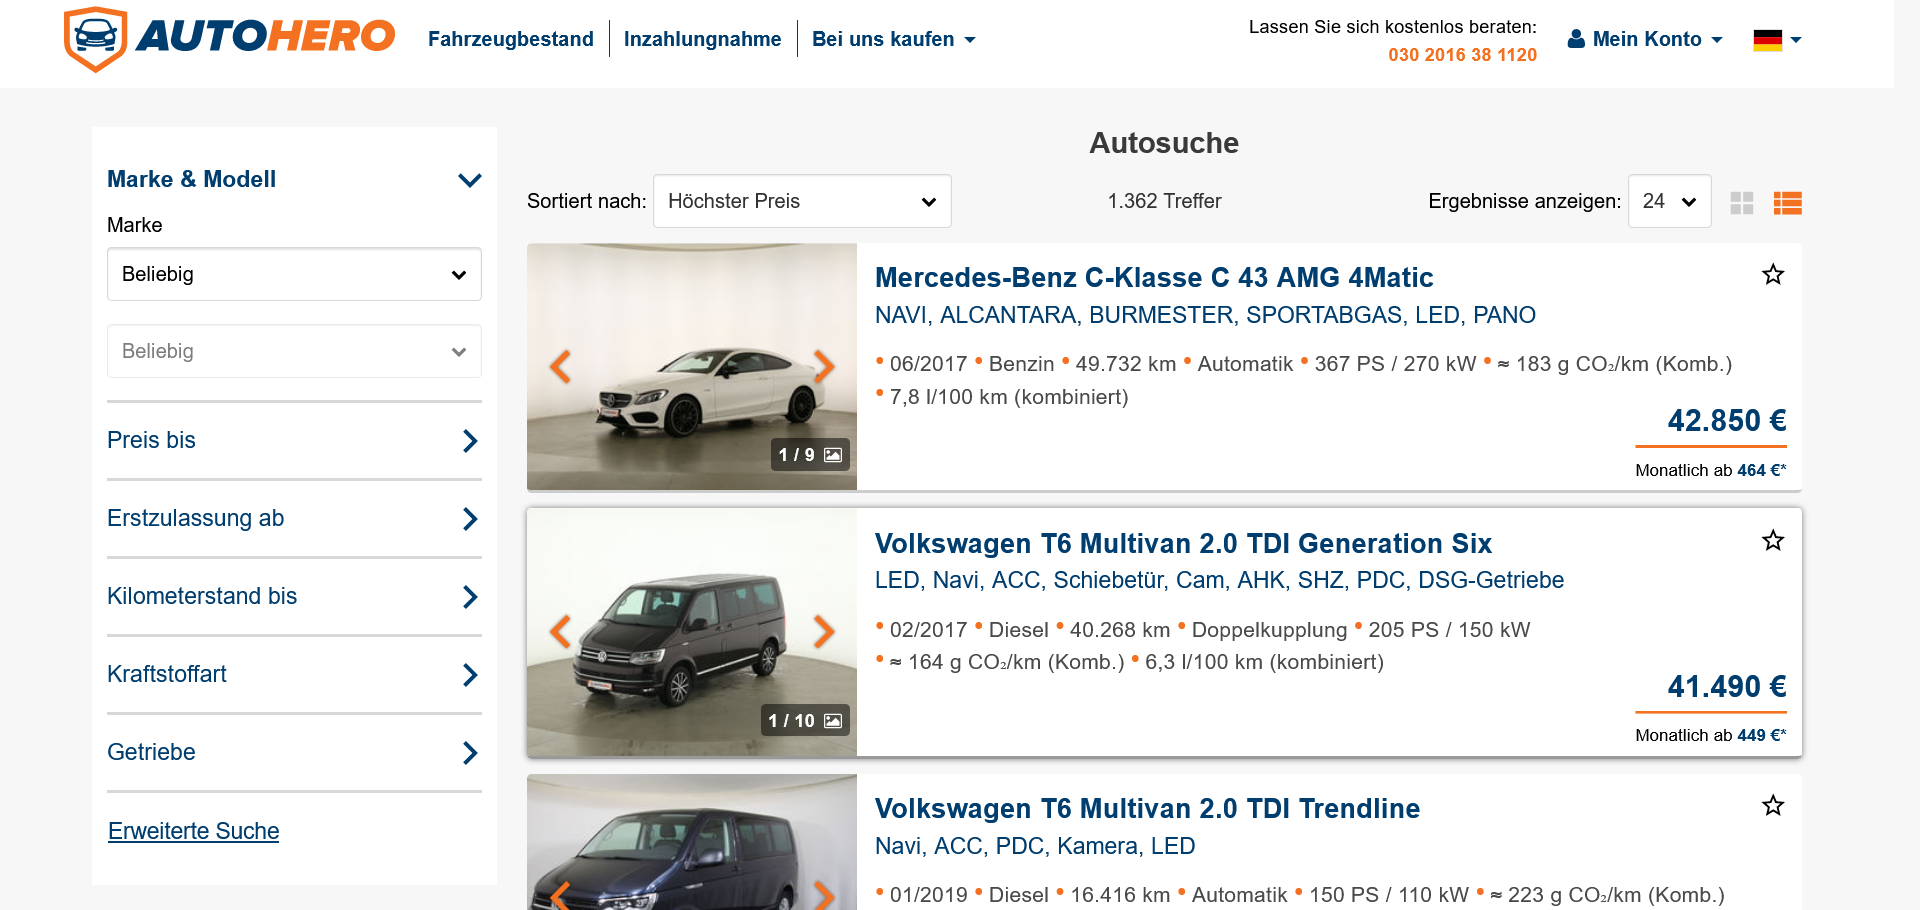 AUTOHERO
Fahrzeugbestand
Inzahlungnahme
Bei uns kaufen
Lassen Sie sich kostenlos beraten:
030 2016 38 1120
Mein Konto
Marke & Modell
Marke
Beliebig
Beliebig
Preis bis
Erstzulassung ab
Kilometerstand bis
Kraftstoffart
Getriebe
Erweiterte Suche
Autosuche
Sortiert nach: Höchster Preis
1.362 Treffer
Ergebnisse anzeigen: 24
1 / 9
Mercedes-Benz C-Klasse C 43 AMG 4Matic
NAVI, ALCANTARA, BURMESTER, SPORTABGAS, LED, PANO
• 06/2017 • Benzin • 49.732 km • Automatik • 367 PS / 270 kW • ≈ 183 g CO₂/km (Komb.)
• 7,8 l/100 km (kombiniert)
42.850 €
Monatlich ab 464 €*
1 / 10
Volkswagen T6 Multivan 2.0 TDI Generation Six
LED, Navi, ACC, Schiebetür, Cam, AHK, SHZ, PDC, DSG-Getriebe
• 02/2017 • Diesel • 40.268 km • Doppelkupplung • 205 PS / 150 kW
• ≈ 164 g CO₂/km (Komb.) • 6,3 l/100 km (kombiniert)
41.490 €
Monatlich ab 449 €*
Volkswagen T6 Multivan 2.0 TDI Trendline
Navi, ACC, PDC, Kamera, LED
• 01/2019 • Diesel • 16.416 km • Automatik • 150 PS / 110 kW • ≈ 223 g CO₂/km (Komb.)